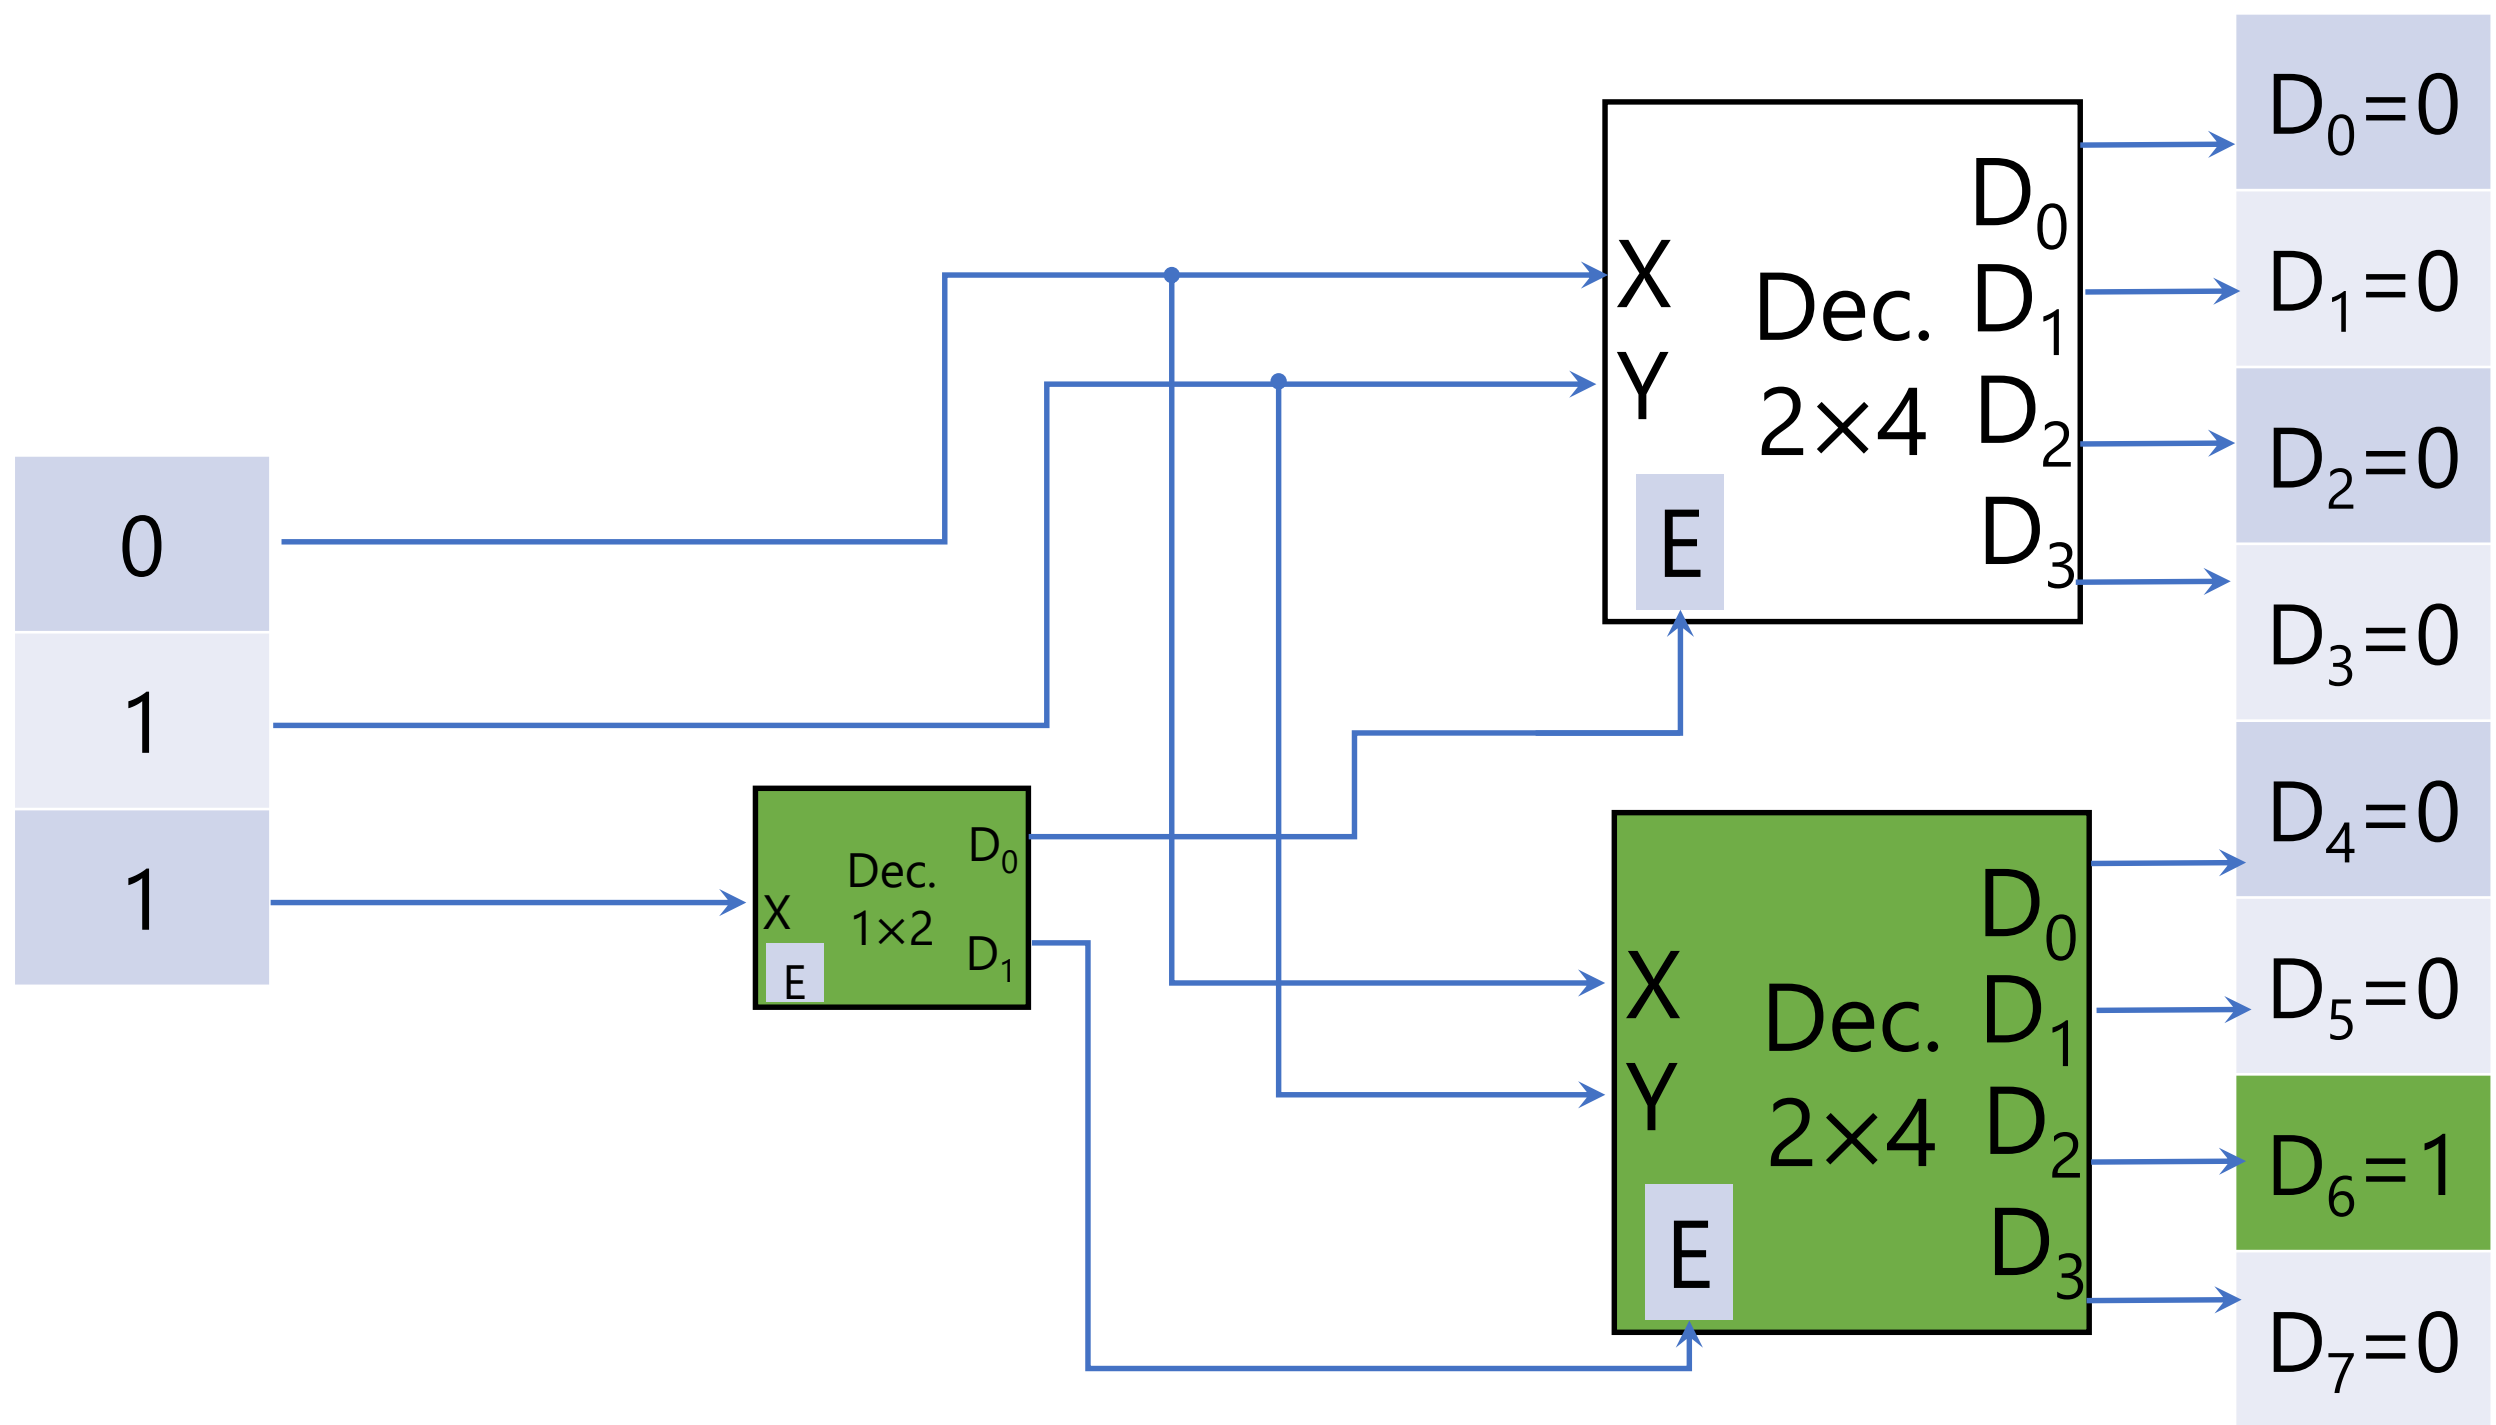 0
1
1
X
Dec.
1×2
D0
D1
E
X
Y
Dec.
2×4
D0
D1
D2
D3
E
X
Y
Dec.
2×4
D0
D1
D2
D3
E
D0=0
D1=0
D2=0
D3=0
D4=0
D5=0
D6=1
D7=0